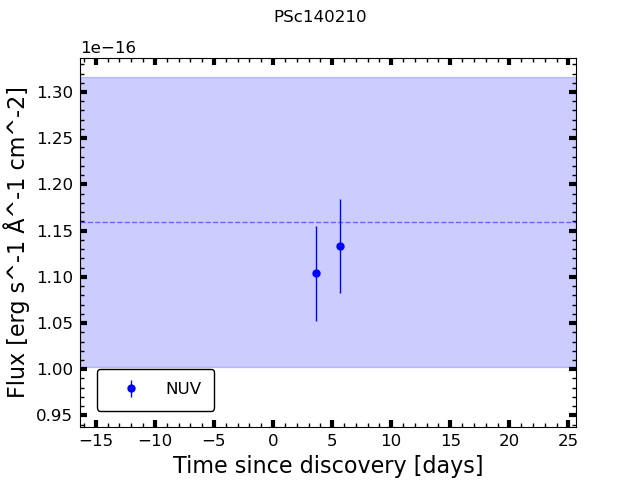 PSc140210
1e−16
1.30
1.25
1.20
1.15
1.10
1.05
1.00
0.95
Flux [erg s^-1 Å^-1 cm^-2]
NUV
−15 −10 −5 0 5 10 15 20 25
Time since discovery [days]